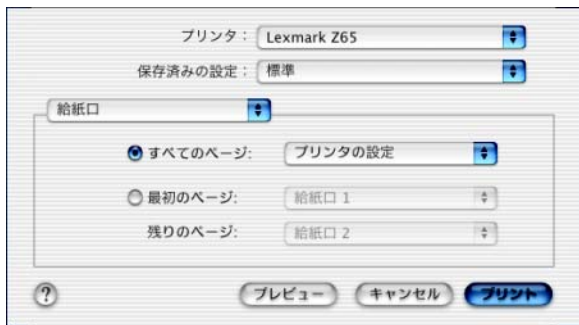 プリンタ： Lexmark Z65
保存済みの設定： 標準
給紙口
すべてのページ: プリンタの設定
最初のページ: 給紙口 1
残りのページ: 給紙口 2
? プレビュー キャンセル プリント